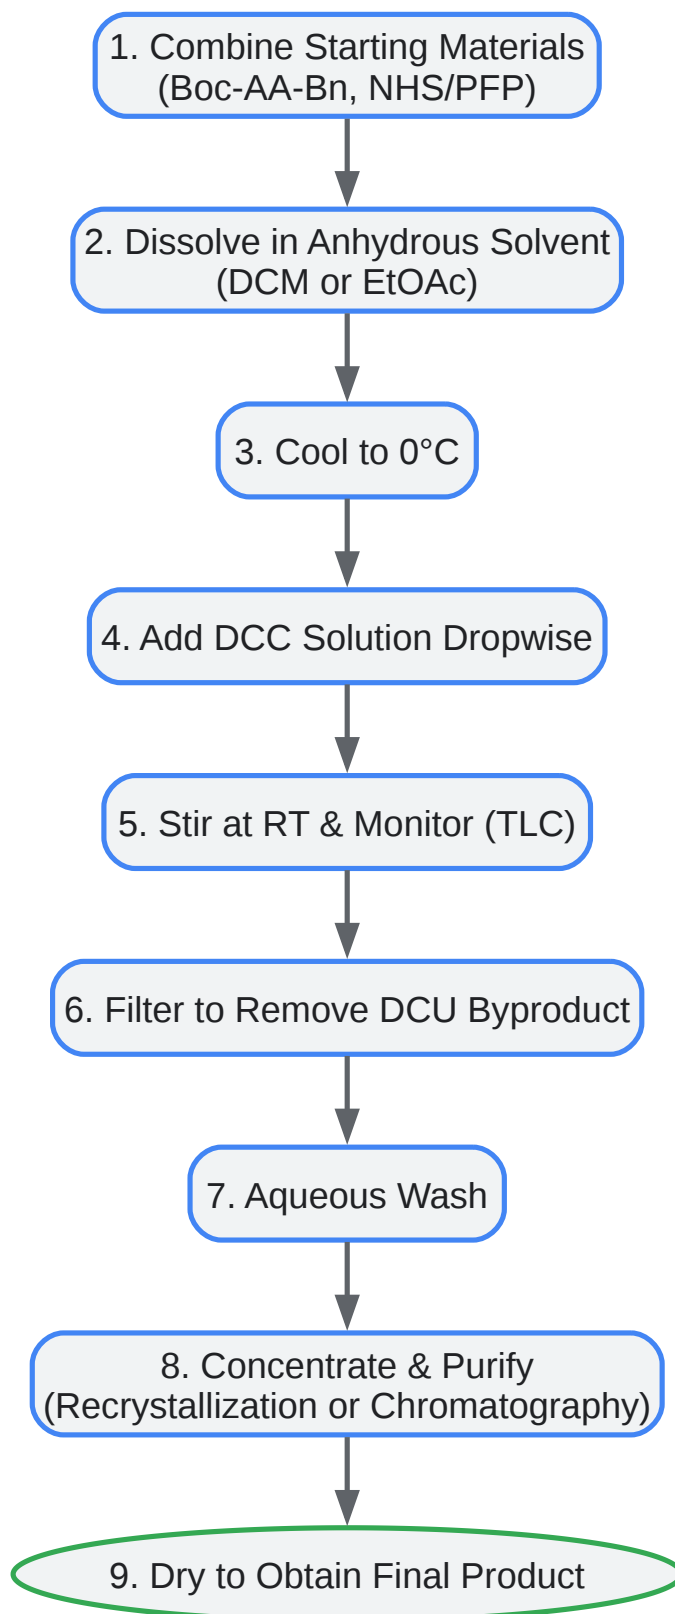 1. Combine Starting Materials
(Boc-AA-Bn, NHS/PFP)
2. Dissolve in Anhydrous Solvent
(DCM or EtOAc)
3. Cool to 0°C
4. Add DCC Solution Dropwise
5. Stir at RT & Monitor (TLC)
6. Filter to Remove DCU Byproduct
7. Aqueous Wash
8. Concentrate & Purify
(Recrystallization or Chromatography)
9. Dry to Obtain Final Product